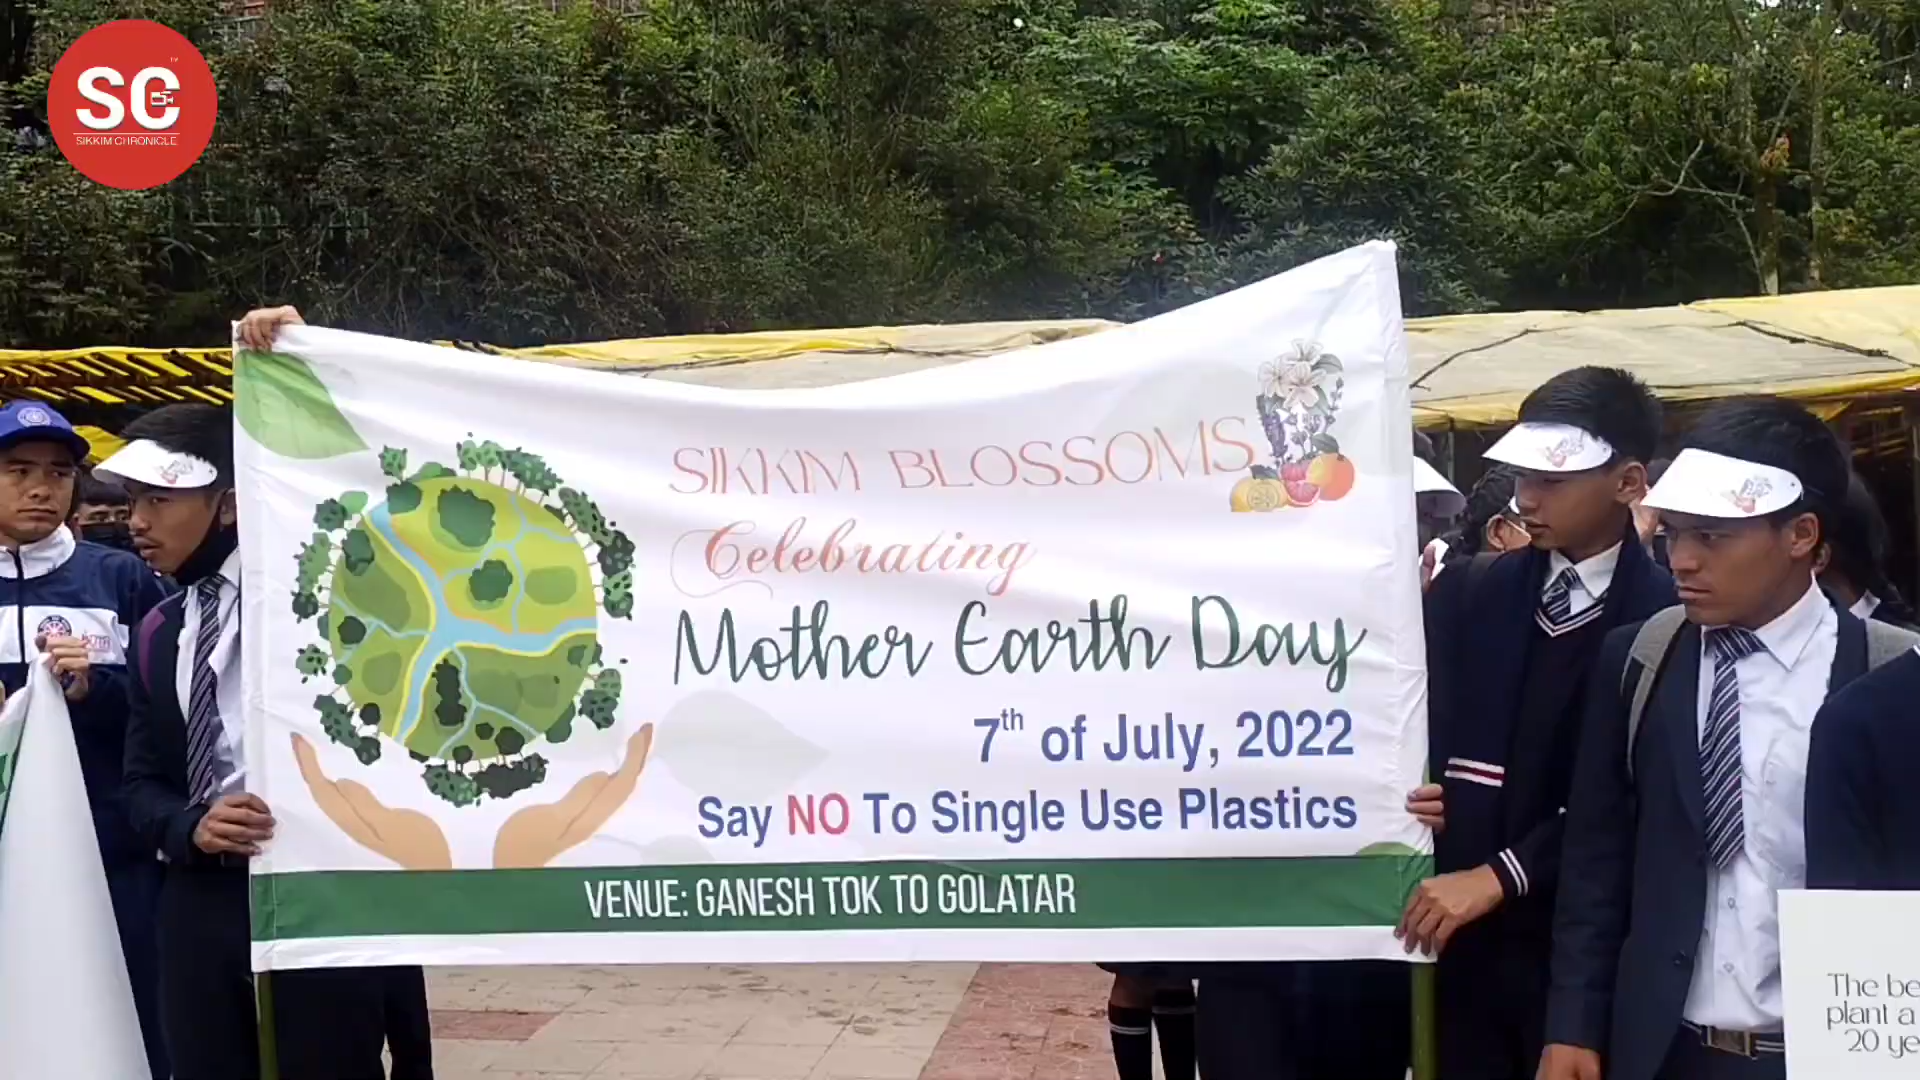 SC
SIKKIM CHRONICLE
SIKKIM BLOSSOMS
Celebrating
Mother Earth Day
7th of July, 2022
Say NO To Single Use Plastics
VENUE: GANESH TOK TO GOLATAR
The be
plant a
20 ye